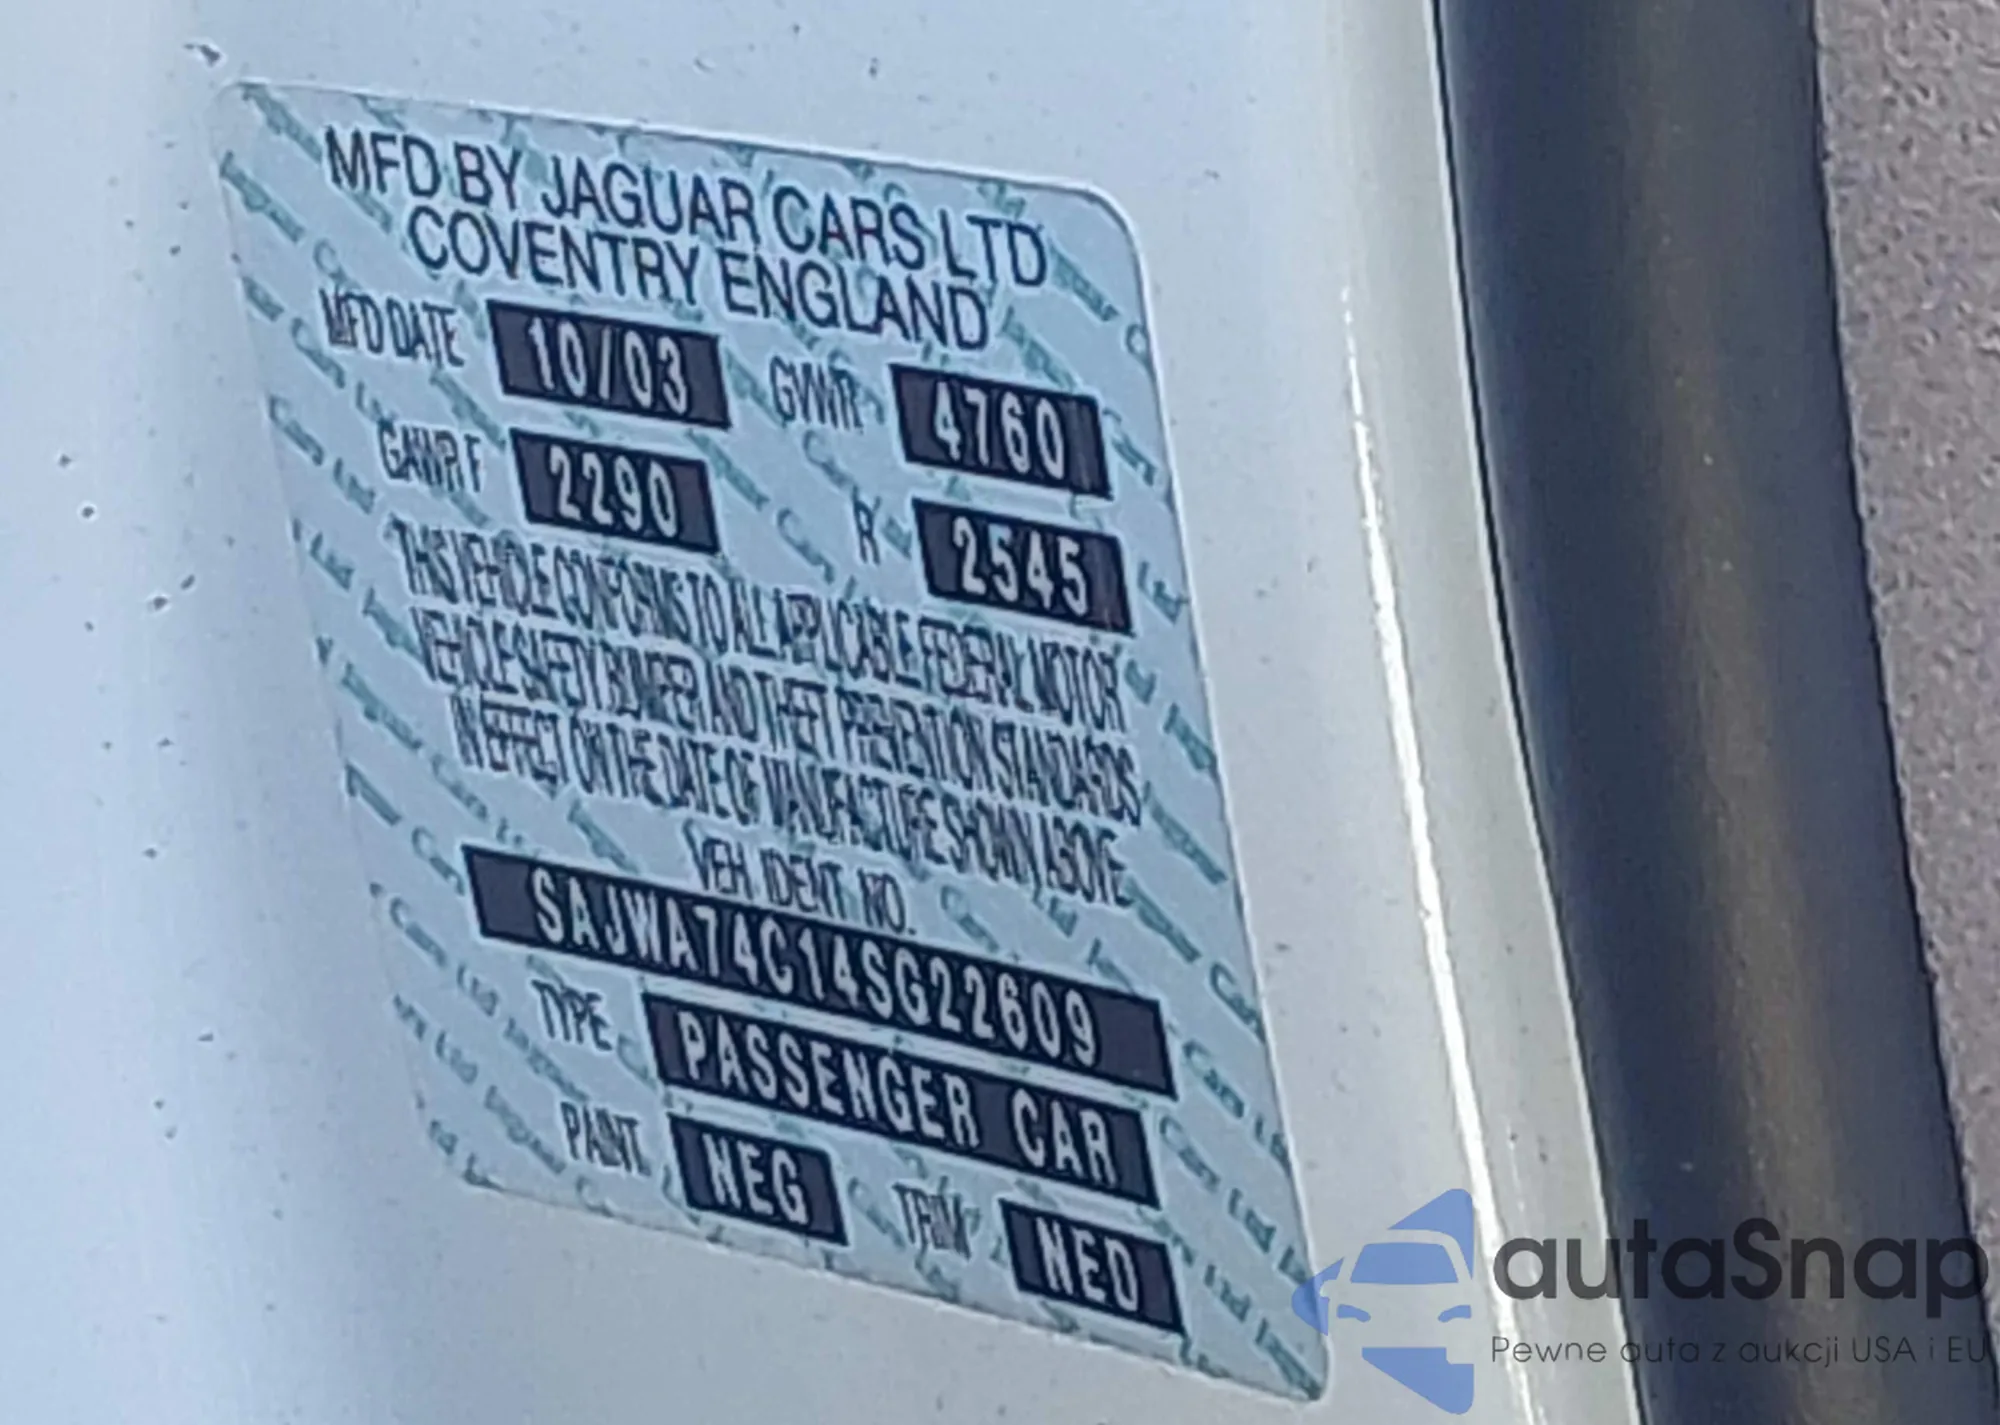 MFD BY JAGUAR CARS LTD
COVENTRY ENGLAND
MFD DATE 10/03 GVWR 4760
GAWR F 2290 R 2545
THIS VEHICLE CONFORMS TO ALL APPLICABLE FEDERAL MOTOR
VEHICLE SAFETY BUMPER AND THEFT PREVENTION STANDARDS
IN EFFECT ON THE DATE OF MANUFACTURE SHOWN ABOVE
VEH. IDENT. NO.
SAJWA74C14SG22609
TYPE PASSENGER CAR
PAINT NEG TRIM NED
autaSnap
Pewne auta z aukcji USA i EU